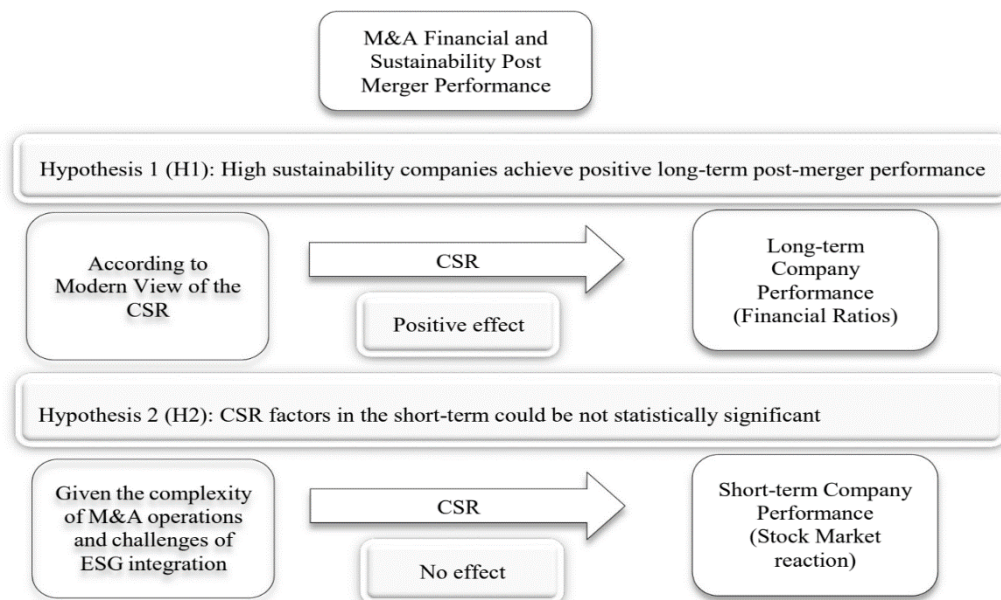 M&A Financial and
Sustainability Post
Merger Performance
Hypothesis 1 (H1): High sustainability companies achieve positive long-term post-merger performance
According to
Modern View of the
CSR
CSR
Positive effect
Long-term
Company
Performance
(Financial Ratios)
Hypothesis 2 (H2): CSR factors in the short-term could be not statistically significant
Given the complexity
of M&A operations
and challenges of
ESG integration
CSR
No effect
Short-term Company
Performance
(Stock Market
reaction)